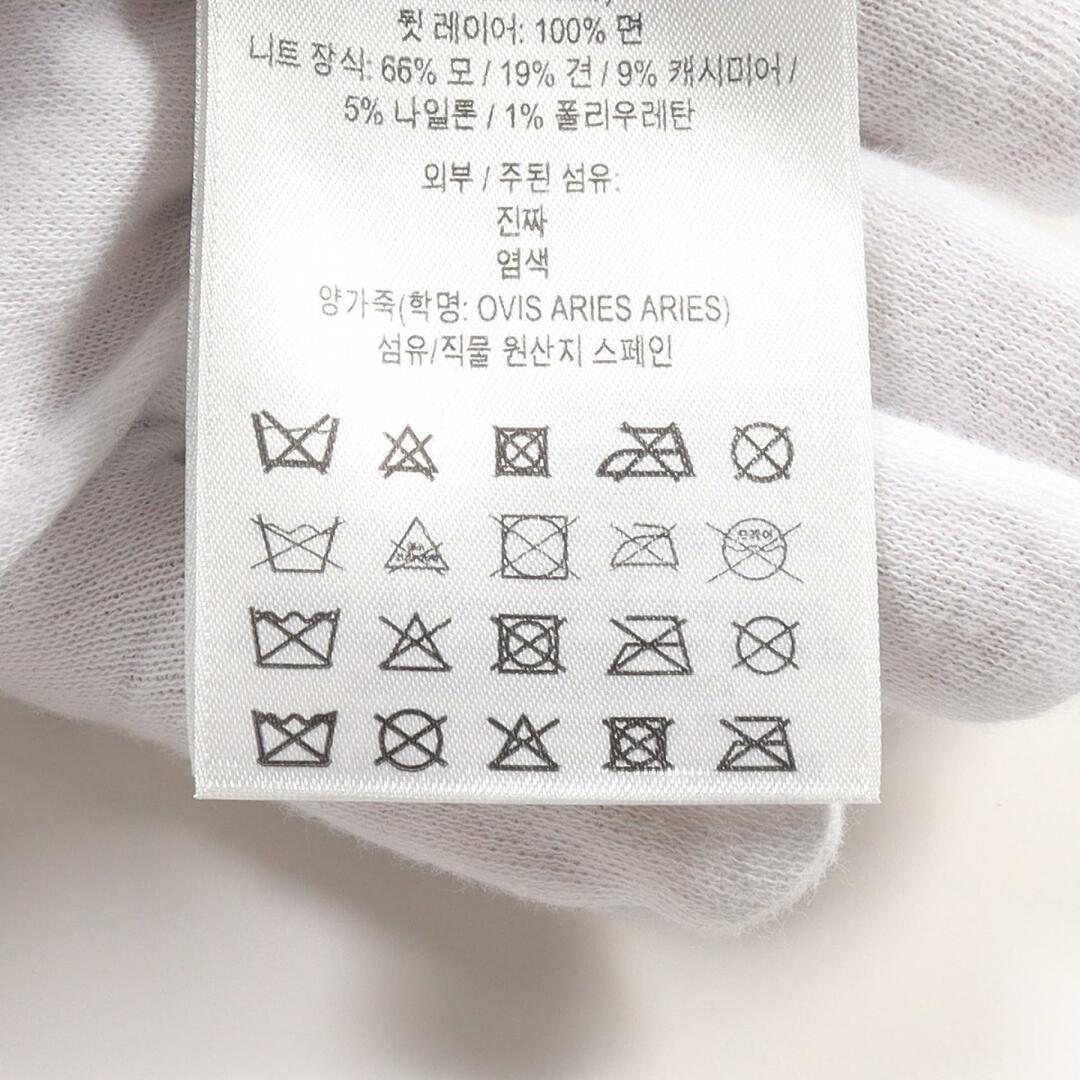 뒷 레이어: 100% 면
니트 장식: 66% 모 / 19% 견 / 9% 캐시미어 /
5% 나일론 / 1% 폴리우레탄
외부 / 주된 섬유:
진짜
염색
양가죽(학명: OVIS ARIES ARIES)
섬유/직물 원산지 스페인
드라이